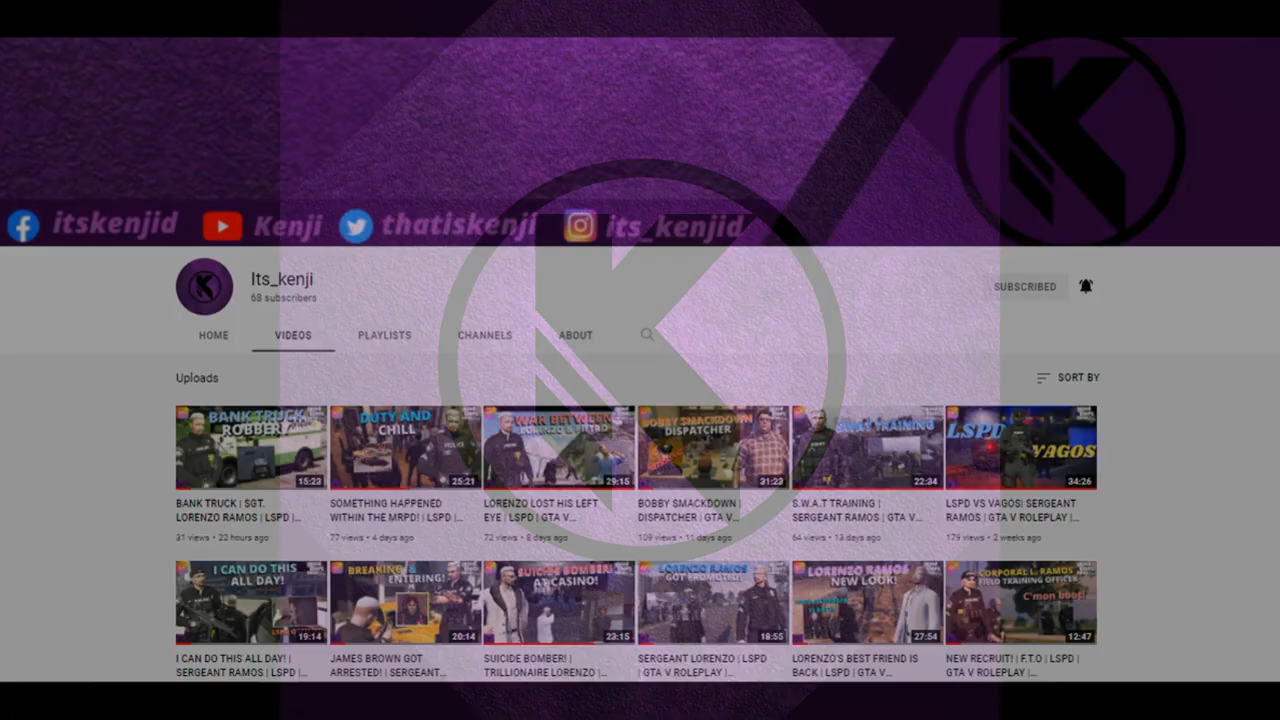 itskenjid Kenji thatiskenji its_kenjid
Its_kenji
68 subscribers
SUBSCRIBED
HOME VIDEOS PLAYLISTS CHANNELS ABOUT
Uploads
SORT BY
BANK TRUCK ROBBERY
15:23
DUTY AND CHILL
25:21
WAR BETWEEN LORENZO & PIETRO
29:15
BOBBY SMACKDOWN DISPATCHER
31:23
SWAT TRAINING
22:34
LSPD VAGOS
34:26
BANK TRUCK | SGT.
LORENZO RAMOS | LSPD |...
31 views • 22 hours ago
SOMETHING HAPPENED
WITHIN THE MRPD! | LSPD |...
77 views • 4 days ago
LORENZO LOST HIS LEFT
EYE | LSPD | GTA V...
72 views • 8 days ago
BOBBY SMACKDOWN |
DISPATCHER | GTA V...
109 views • 11 days ago
S.W.A.T TRAINING |
SERGEANT RAMOS | GTA V...
64 views • 13 days ago
LSPD VS VAGOS| SERGEANT
RAMOS | GTA V ROLEPLAY |...
179 views • 2 weeks ago
I CAN DO THIS
ALL DAY!
19:14
BREAKING &
ENTERING!
20:14
SUICIDE BOMBER!
AT CASINO!
23:15
LORENZO RAMOS
GOT PROMOTED!
18:55
LORENZO RAMOS
NEW LOOK!
27:54
CORPORAL L. RAMOS
FIELD TRAINING OFFICER
C'mon boot!
12:47
I CAN DO THIS ALL DAY! |
SERGEANT RAMOS | LSPD |...
JAMES BROWN GOT
ARRESTED! | SERGEANT...
SUICIDE BOMBER! |
TRILLIONAIRE LORENZO |...
SERGEANT LORENZO | LSPD
| GTA V ROLEPLAY |...
LORENZO'S BEST FRIEND IS
BACK | LSPD | GTA V...
NEW RECRUIT! | F.T.O | LSPD |
GTA V ROLEPLAY |...